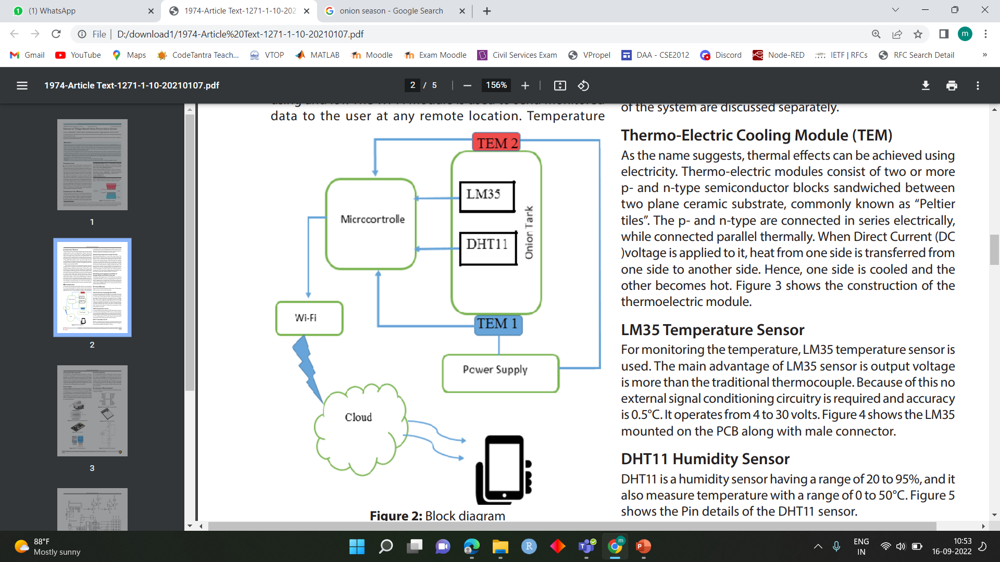 (1) WhatsApp
1974-Article Text-1271-1-10-202
onion season - Google Search
File
D:/download1/1974-Article%20Text-1271-1-10-20210107.pdf
m
Gmail
YouTube
Maps
CodeTantra Teach...
VTOP
MATLAB
Moodle
Exam Moodle
Civil Services Exam
VPropel
DAA - CSE2012
Discord
Node-RED
IETF | RFCs
RFC Search Detail
»
1974-Article Text-1271-1-10-20210107.pdf
2 / 5
156%
1
2
3
data to the user at any remote location. Temperature
TEM 2
LM35
Micrccontrolle
DHT11
Onion Tank
Wi-Fi
TEM 1
Pcwer Supply
Cloud
Figure 2: Block diagram
of the system are discussed separately.
Thermo-Electric Cooling Module (TEM)
As the name suggests, thermal effects can be achieved using
electricity. Thermo-electric modules consist of two or more
p- and n-type semiconductor blocks sandwiched between
two plane ceramic substrate, commonly known as “Peltier
tiles”. The p- and n-type are connected in series electrically,
while connected parallel thermally. When Direct Current (DC
)voltage is applied to it, heat from one side is transferred from
one side to another side. Hence, one side is cooled and the
other becomes hot. Figure 3 shows the construction of the
thermoelectric module.
LM35 Temperature Sensor
For monitoring the temperature, LM35 temperature sensor is
used. The main advantage of LM35 sensor is output voltage
is more than the traditional thermocouple. Because of this no
external signal conditioning circuitry is required and accuracy
is 0.5°C. It operates from 4 to 30 volts. Figure 4 shows the LM35
mounted on the PCB along with male connector.
DHT11 Humidity Sensor
DHT11 is a humidity sensor having a range of 20 to 95%, and it
also measure temperature with a range of 0 to 50°C. Figure 5
shows the Pin details of the DHT11 sensor.
88°F
Mostly sunny
ENG
IN
10:53
16-09-2022